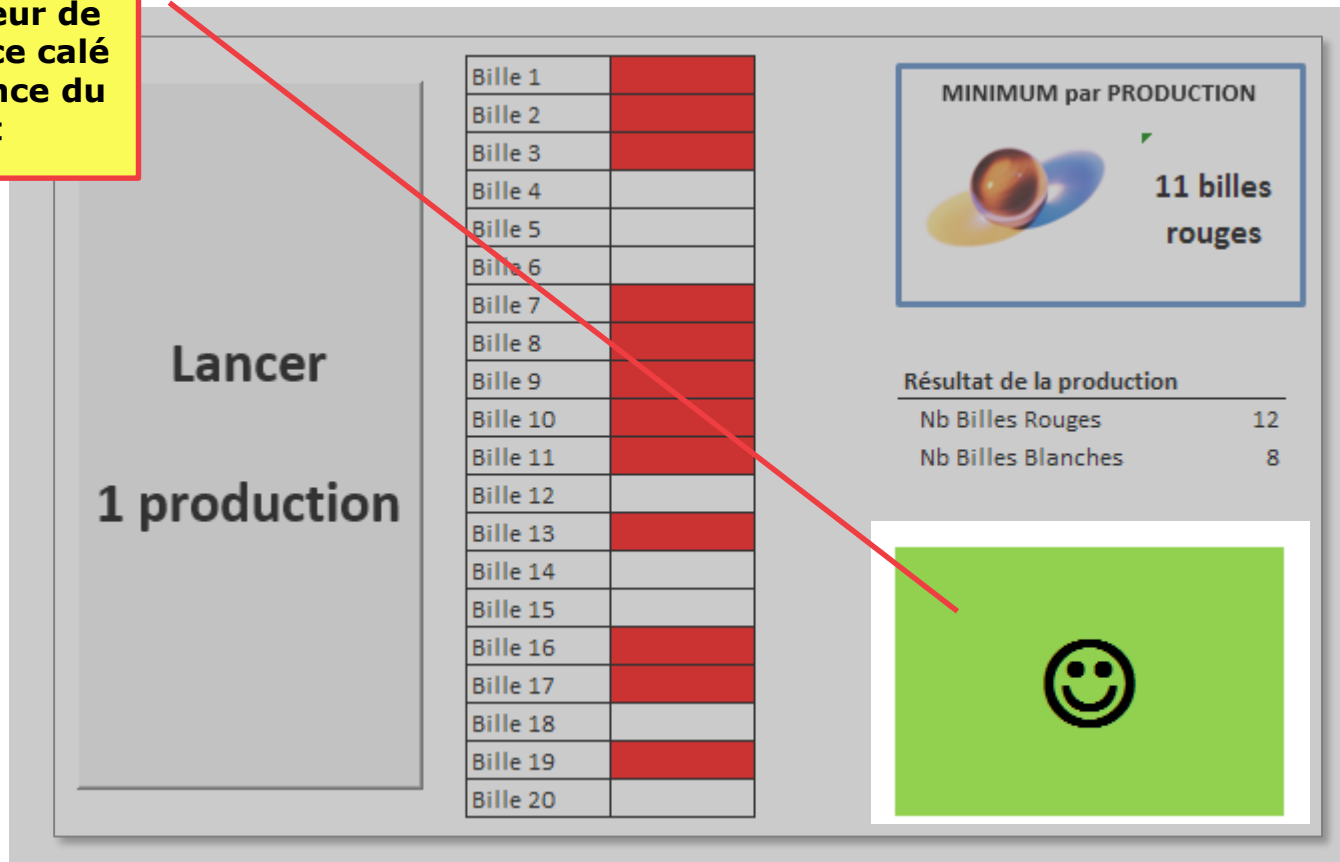 eur de
ce calé
nce du
Lancer
1 production
Bille 1
Bille 2
Bille 3
Bille 4
Bille 5
Bille 6
Bille 7
Bille 8
Bille 9
Bille 10
Bille 11
Bille 12
Bille 13
Bille 14
Bille 15
Bille 16
Bille 17
Bille 18
Bille 19
Bille 20
MINIMUM par PRODUCTION
11 billes
rouges
Résultat de la production
Nb Billes Rouges 12
Nb Billes Blanches 8